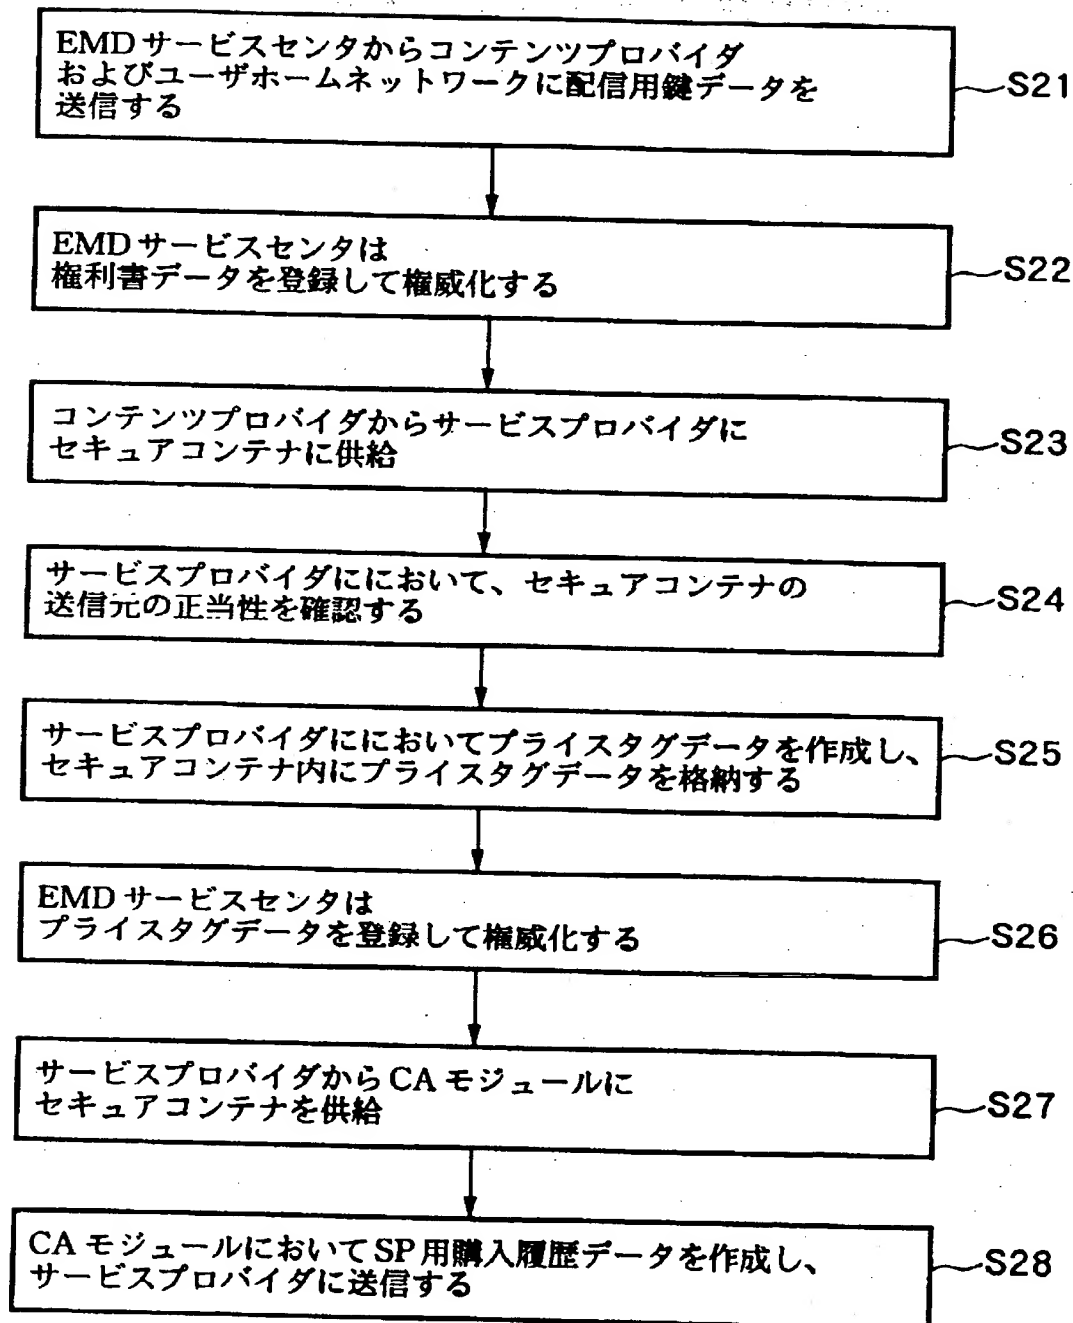 EMDサービスセンタからコンテンツプロバイダ
およびユーザホームネットワークに配信用鍵データを
送信する
S21
EMDサービスセンタは
権利書データを登録して権威化する
S22
コンテンツプロバイダからサービスプロバイダに
セキュアコンテナに供給
S23
サービスプロバイダににおいて、セキュアコンテナの
送信元の正当性を確認する
S24
サービスプロバイダににおいてプライスタグデータを作成し、
セキュアコンテナ内にプライスタグデータを格納する
S25
EMDサービスセンタは
プライスタグデータを登録して権威化する
S26
サービスプロバイダからCAモジュールに
セキュアコンテナを供給
S27
CAモジュールにおいてSP用購入履歴データを作成し、
サービスプロバイダに送信する
S28